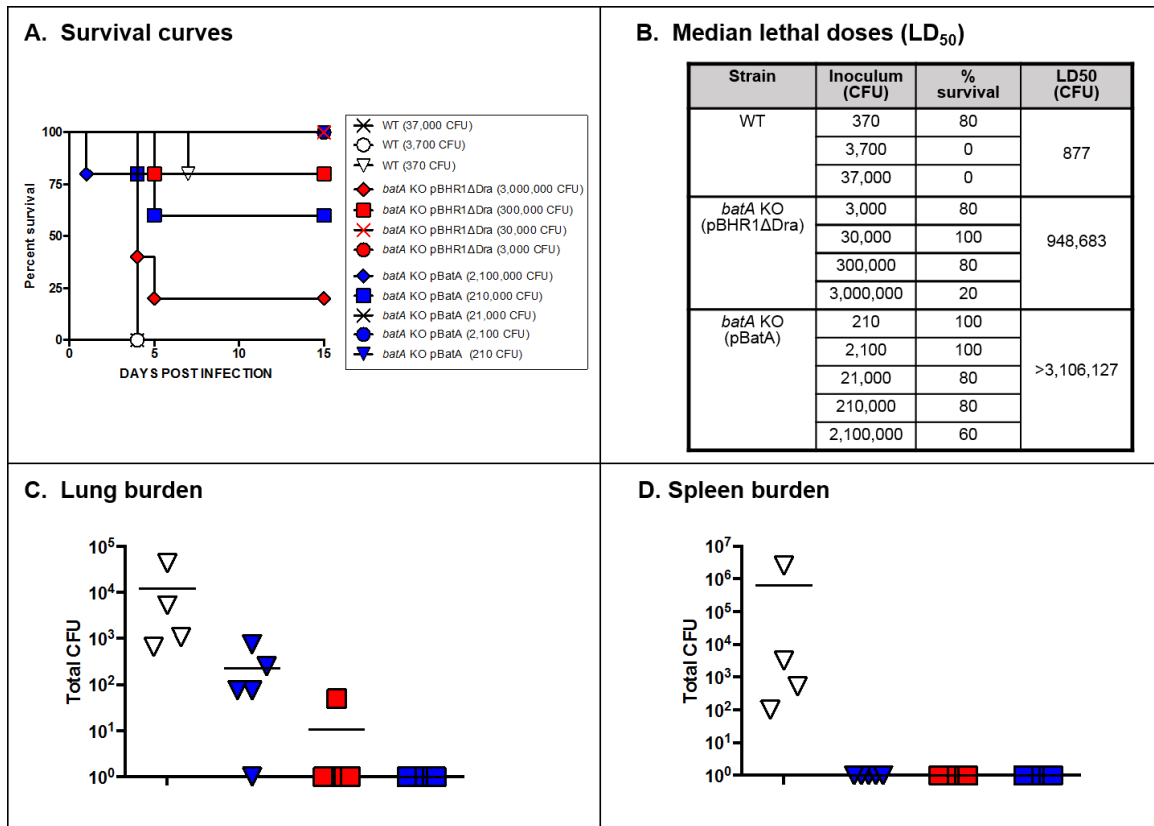 A. Survival curves
Percent survival
100
75
50
25
0
0 5 10 15
DAYS POST INFECTION
WT (37,000 CFU)
WT (3,700 CFU)
WT (370 CFU)
batA KO pBHR1ΔDra (3,000,000 CFU)
batA KO pBHR1ΔDra (300,000 CFU)
batA KO pBHR1ΔDra (30,000 CFU)
batA KO pBHR1ΔDra (3,000 CFU)
batA KO pBatA (2,100,000 CFU)
batA KO pBatA (210,000 CFU)
batA KO pBatA (21,000 CFU)
batA KO pBatA (2,100 CFU)
batA KO pBatA (210 CFU)
B. Median lethal doses (LD50)
Strain Inoculum (CFU) % survival LD50 (CFU)
WT 370 80 877
3,700 0
37,000 0
batA KO (pBHR1ΔDra) 3,000 80 948,683
30,000 100
300,000 80
3,000,000 20
batA KO (pBatA) 210 100 >3,106,127
2,100 100
21,000 80
210,000 80
2,100,000 60
C. Lung burden
Total CFU
10^5
10^4
10^3
10^2
10^1
10^0
D. Spleen burden
Total CFU
10^7
10^6
10^5
10^4
10^3
10^2
10^1
10^0